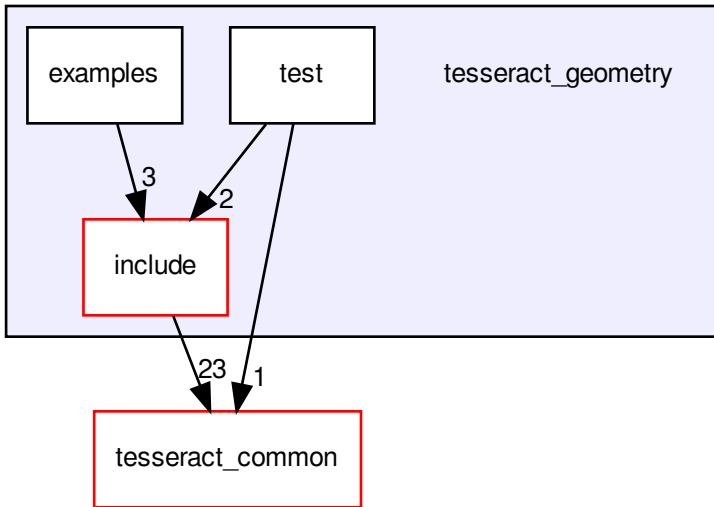 examples
test
tesseract_geometry
3
2
include
23
1
tesseract_common